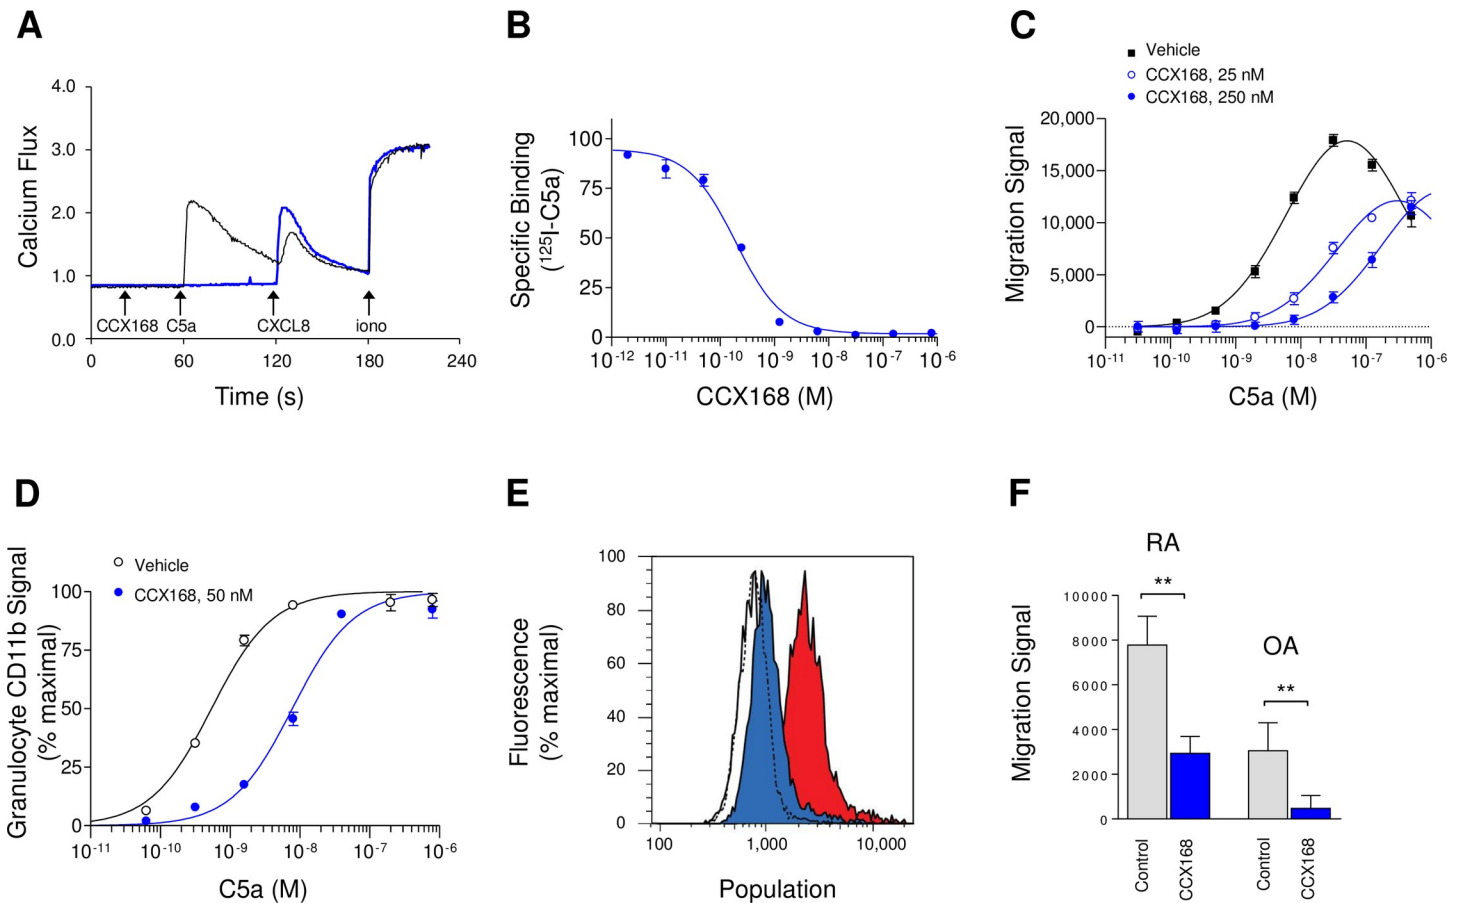 A
Calcium Flux
4.0
3.0
2.0
1.0
0.0
CCX168
C5a
CXCL8
iono
0
60
120
180
240
Time (s)
B
Specific Binding
(¹²⁵I-C5a)
100
75
50
25
0
10⁻¹²
10⁻¹¹
10⁻¹⁰
10⁻⁹
10⁻⁸
10⁻⁷
10⁻⁶
CCX168 (M)
C
Vehicle
CCX168, 25 nM
CCX168, 250 nM
Migration Signal
20,000
15,000
10,000
5,000
0
10⁻¹¹
10⁻¹⁰
10⁻⁹
10⁻⁸
10⁻⁷
10⁻⁶
C5a (M)
D
Vehicle
CCX168, 50 nM
Granulocyte CD11b Signal
(% maximal)
100
75
50
25
0
10⁻¹¹
10⁻¹⁰
10⁻⁹
10⁻⁸
10⁻⁷
10⁻⁶
C5a (M)
E
Fluorescence
(% maximal)
100
80
60
40
20
0
100
1,000
10,000
Population
F
RA
**
OA
**
Migration Signal
10000
8000
6000
4000
2000
0
Control
CCX168
Control
CCX168